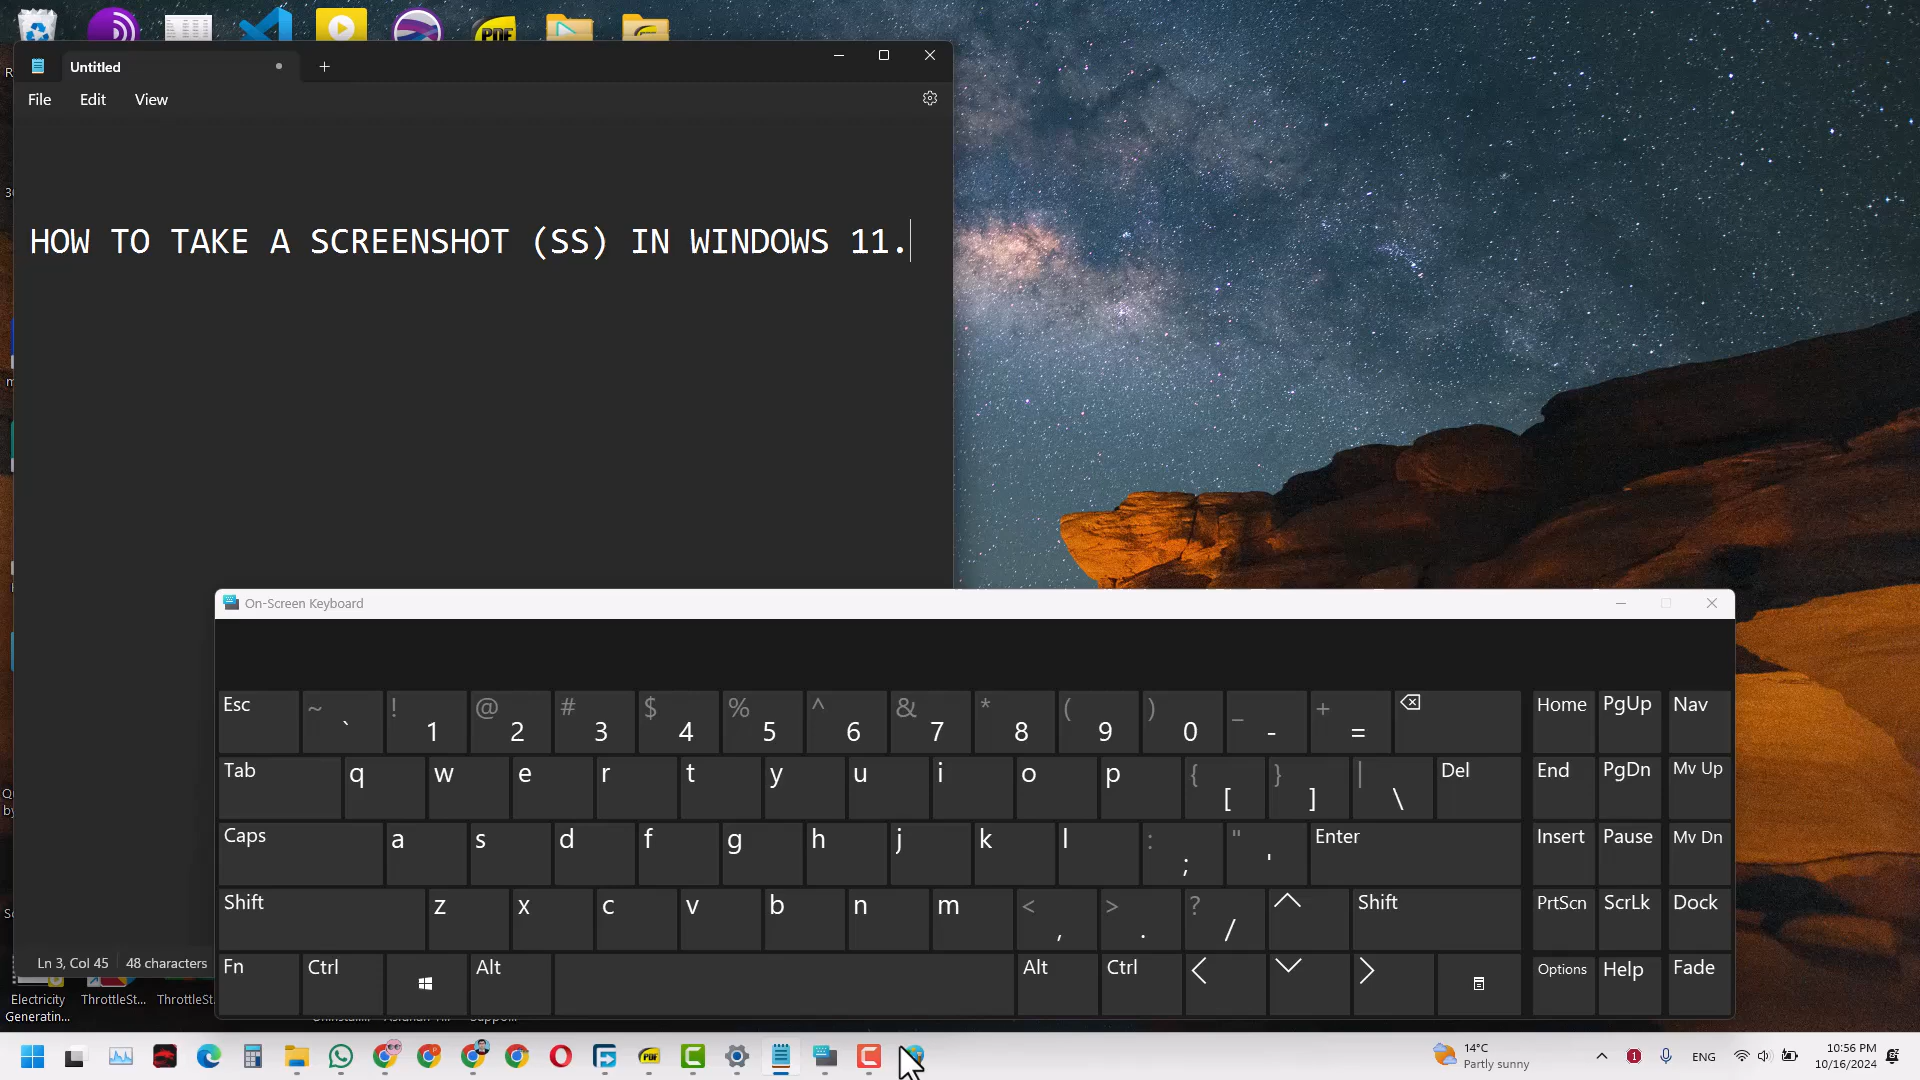 Untitled
File Edit View
HOW TO TAKE A SCREENSHOT (SS) IN WINDOWS 11.
Ln 3, Col 45 48 characters
On-Screen Keyboard
Esc ~ ` ! 1 @ 2 # 3 $ 4 % 5 ^ 6 & 7 * 8 ( 9 ) 0 _ - + = Home PgUp Nav
Tab q w e r t y u i o p { [ } ] | \ Del End PgDn Mv Up
Caps a s d f g h j k l : ; " ' Enter Insert Pause Mv Dn
Shift z x c v b n m < , > . ? / Shift PrtScn ScrLk Dock
Fn Ctrl Alt Alt Ctrl Options Help Fade
Electricity
Generatin...
ThrottleSt...
PDF
PDF
14°C
Partly sunny
1
ENG
10:56 PM
10/16/2024